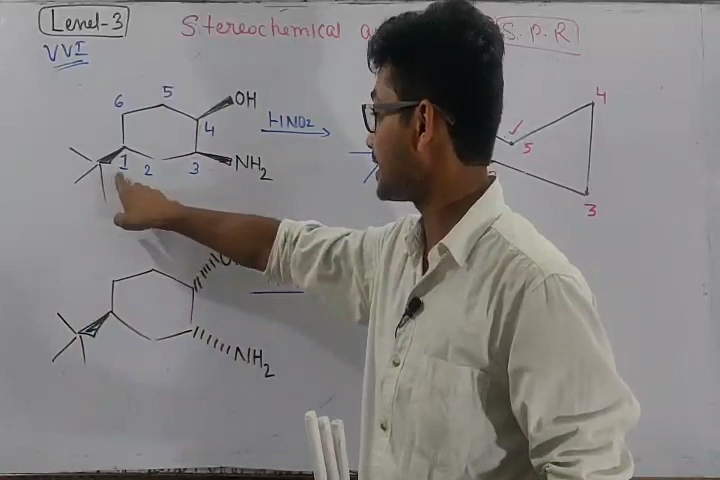 Level-3
Stereochemical
S.P.R
VVI
6
5
OH
4
HNO2
1
2
3
NH2
4
5
3
NH2